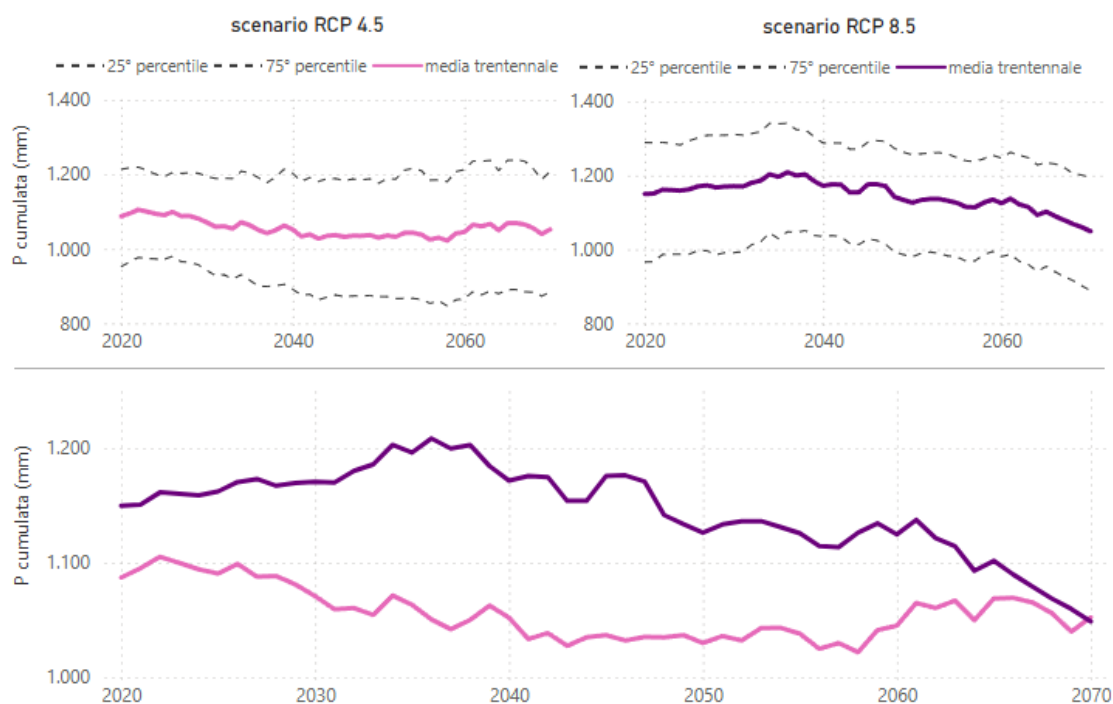 scenario RCP 4.5
25° percentile 75° percentile media trentennale
1.400
1.200
1.000
800
P cumulata (mm)
2020 2040 2060
scenario RCP 8.5
25° percentile 75° percentile media trentennale
1.400
1.200
1.000
800
2020 2040 2060
1.200
1.100
1.000
P cumulata (mm)
2020 2030 2040 2050 2060 2070